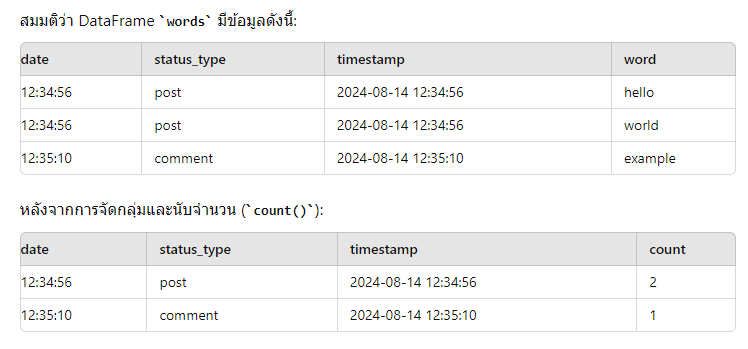 สมมติว่า DataFrame `words` มีข้อมูลดังนี้:
date status_type timestamp word
12:34:56 post 2024-08-14 12:34:56 hello
12:34:56 post 2024-08-14 12:34:56 world
12:35:10 comment 2024-08-14 12:35:10 example
หลังจากการจัดกลุ่มและนับจำนวน (`count()`):
date status_type timestamp count
12:34:56 post 2024-08-14 12:34:56 2
12:35:10 comment 2024-08-14 12:35:10 1